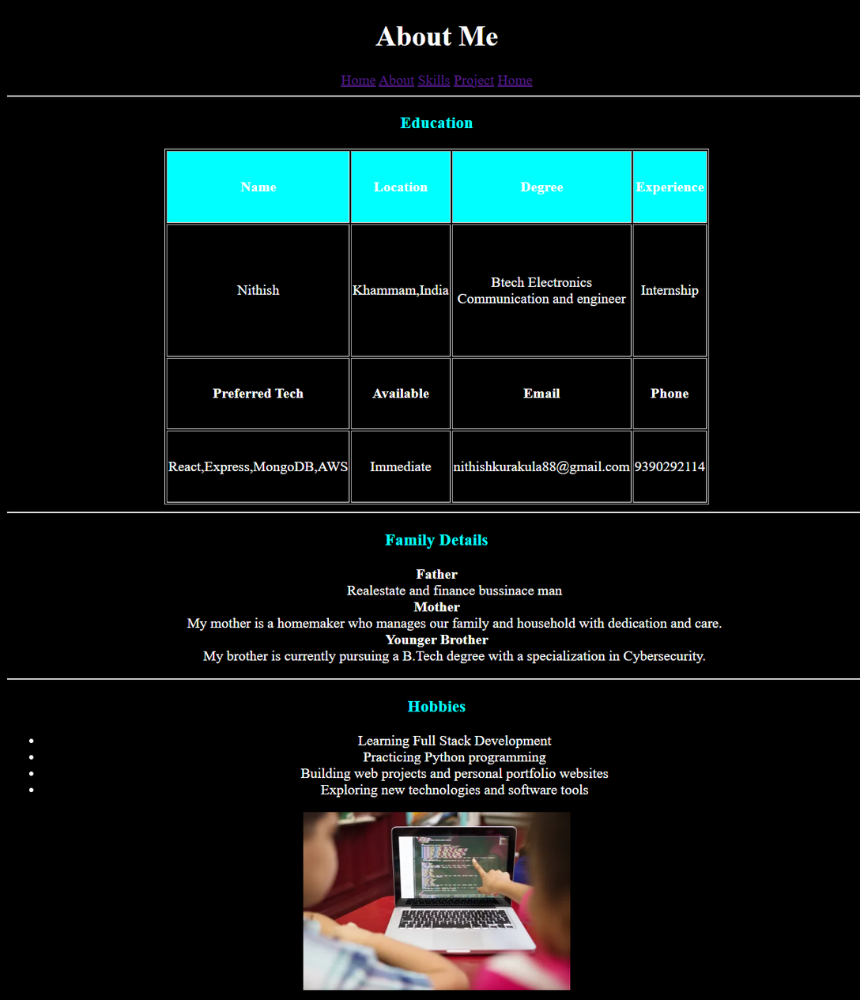 About Me
Home About Skills Project Home
Education
Name Location Degree Experience
Nithish Khammam,India Btech Electronics Communication and engineer Internship
Preferred Tech Available Email Phone
React,Express,MongoDB,AWS Immediate nithishkurakula88@gmail.com 9390292114
Family Details
Father
Realestate and finance bussinace man
Mother
My mother is a homemaker who manages our family and household with dedication and care.
Younger Brother
My brother is currently pursuing a B.Tech degree with a specialization in Cybersecurity.
Hobbies
Learning Full Stack Development
Practicing Python programming
Building web projects and personal portfolio websites
Exploring new technologies and software tools